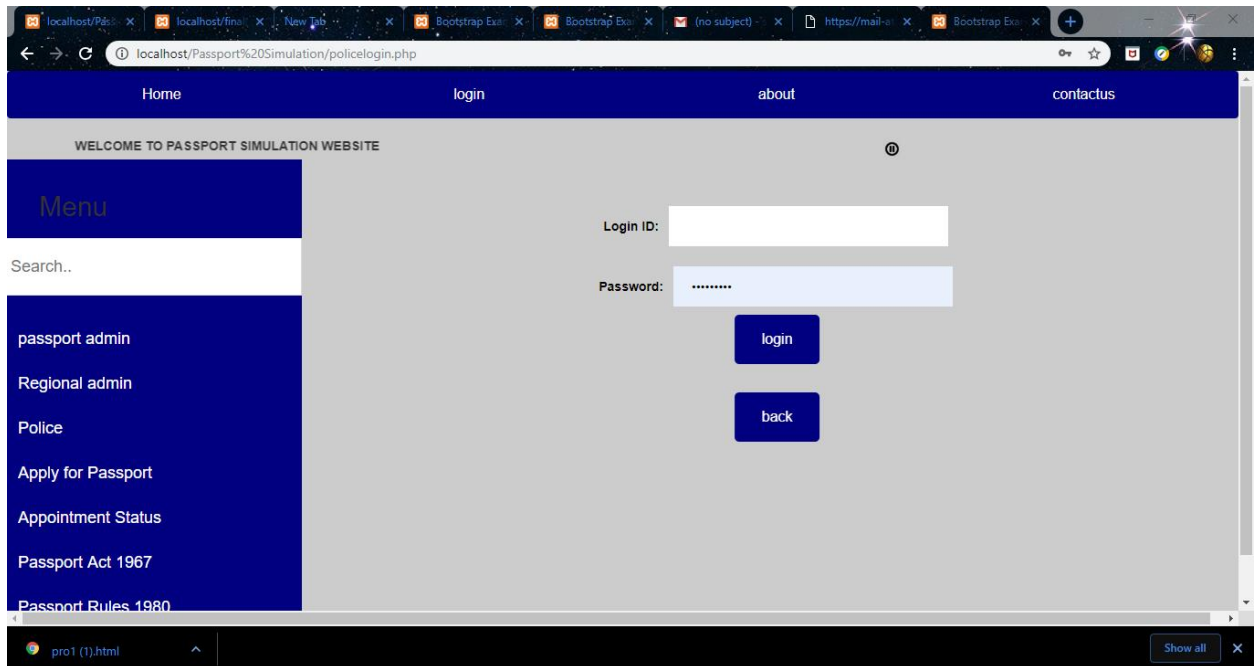 localhost/Pass localhost/final New Tab Bootstrap Exa Bootstrap Exa (no subject) - https://mail-a Bootstrap Exa
localhost/Passport%20Simulation/policelogin.php
Home login about contactus
WELCOME TO PASSPORT SIMULATION WEBSITE
Menu
Login ID:
Search..
Password:
login
passport admin
Regional admin
back
Police
Apply for Passport
Appointment Status
Passport Act 1967
Passport Rules 1980
pro1 (1).html Show all